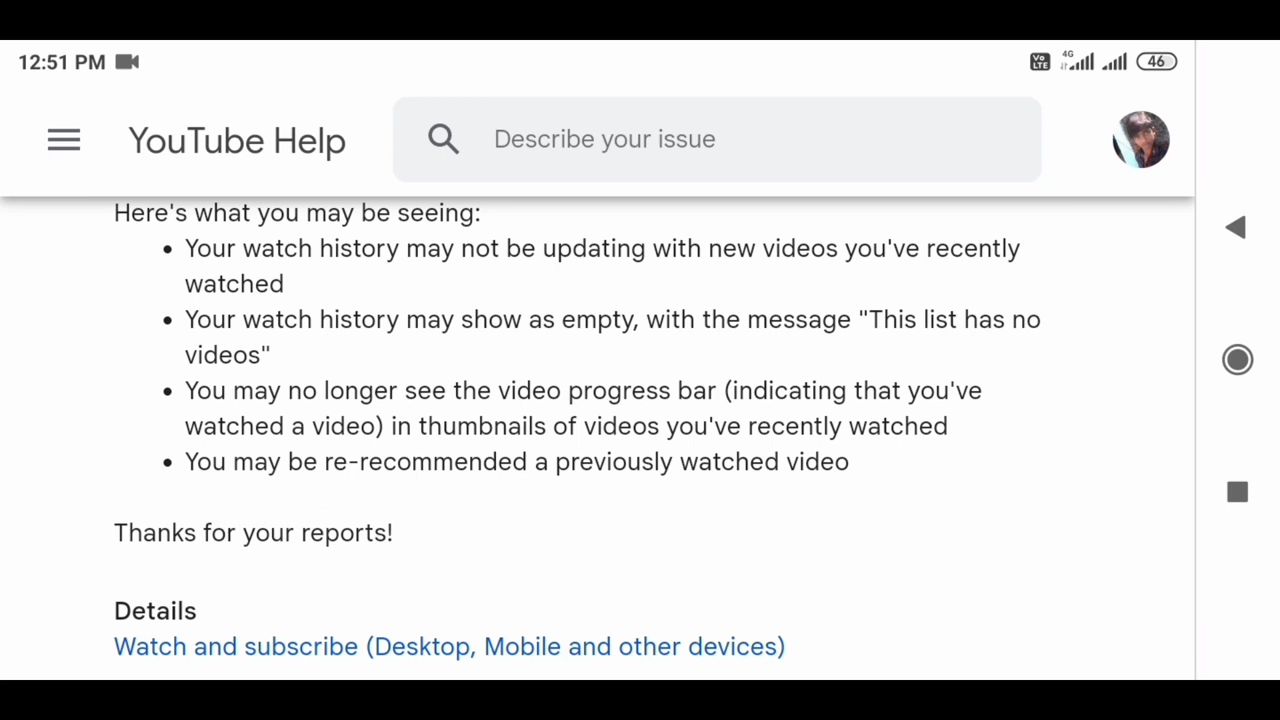 12:51 PM
Vo LTE 4G 46
YouTube Help
Describe your issue
Here's what you may be seeing:
• Your watch history may not be updating with new videos you've recently
watched
• Your watch history may show as empty, with the message "This list has no
videos"
• You may no longer see the video progress bar (indicating that you've
watched a video) in thumbnails of videos you've recently watched
• You may be re-recommended a previously watched video
Thanks for your reports!
Details
Watch and subscribe (Desktop, Mobile and other devices)